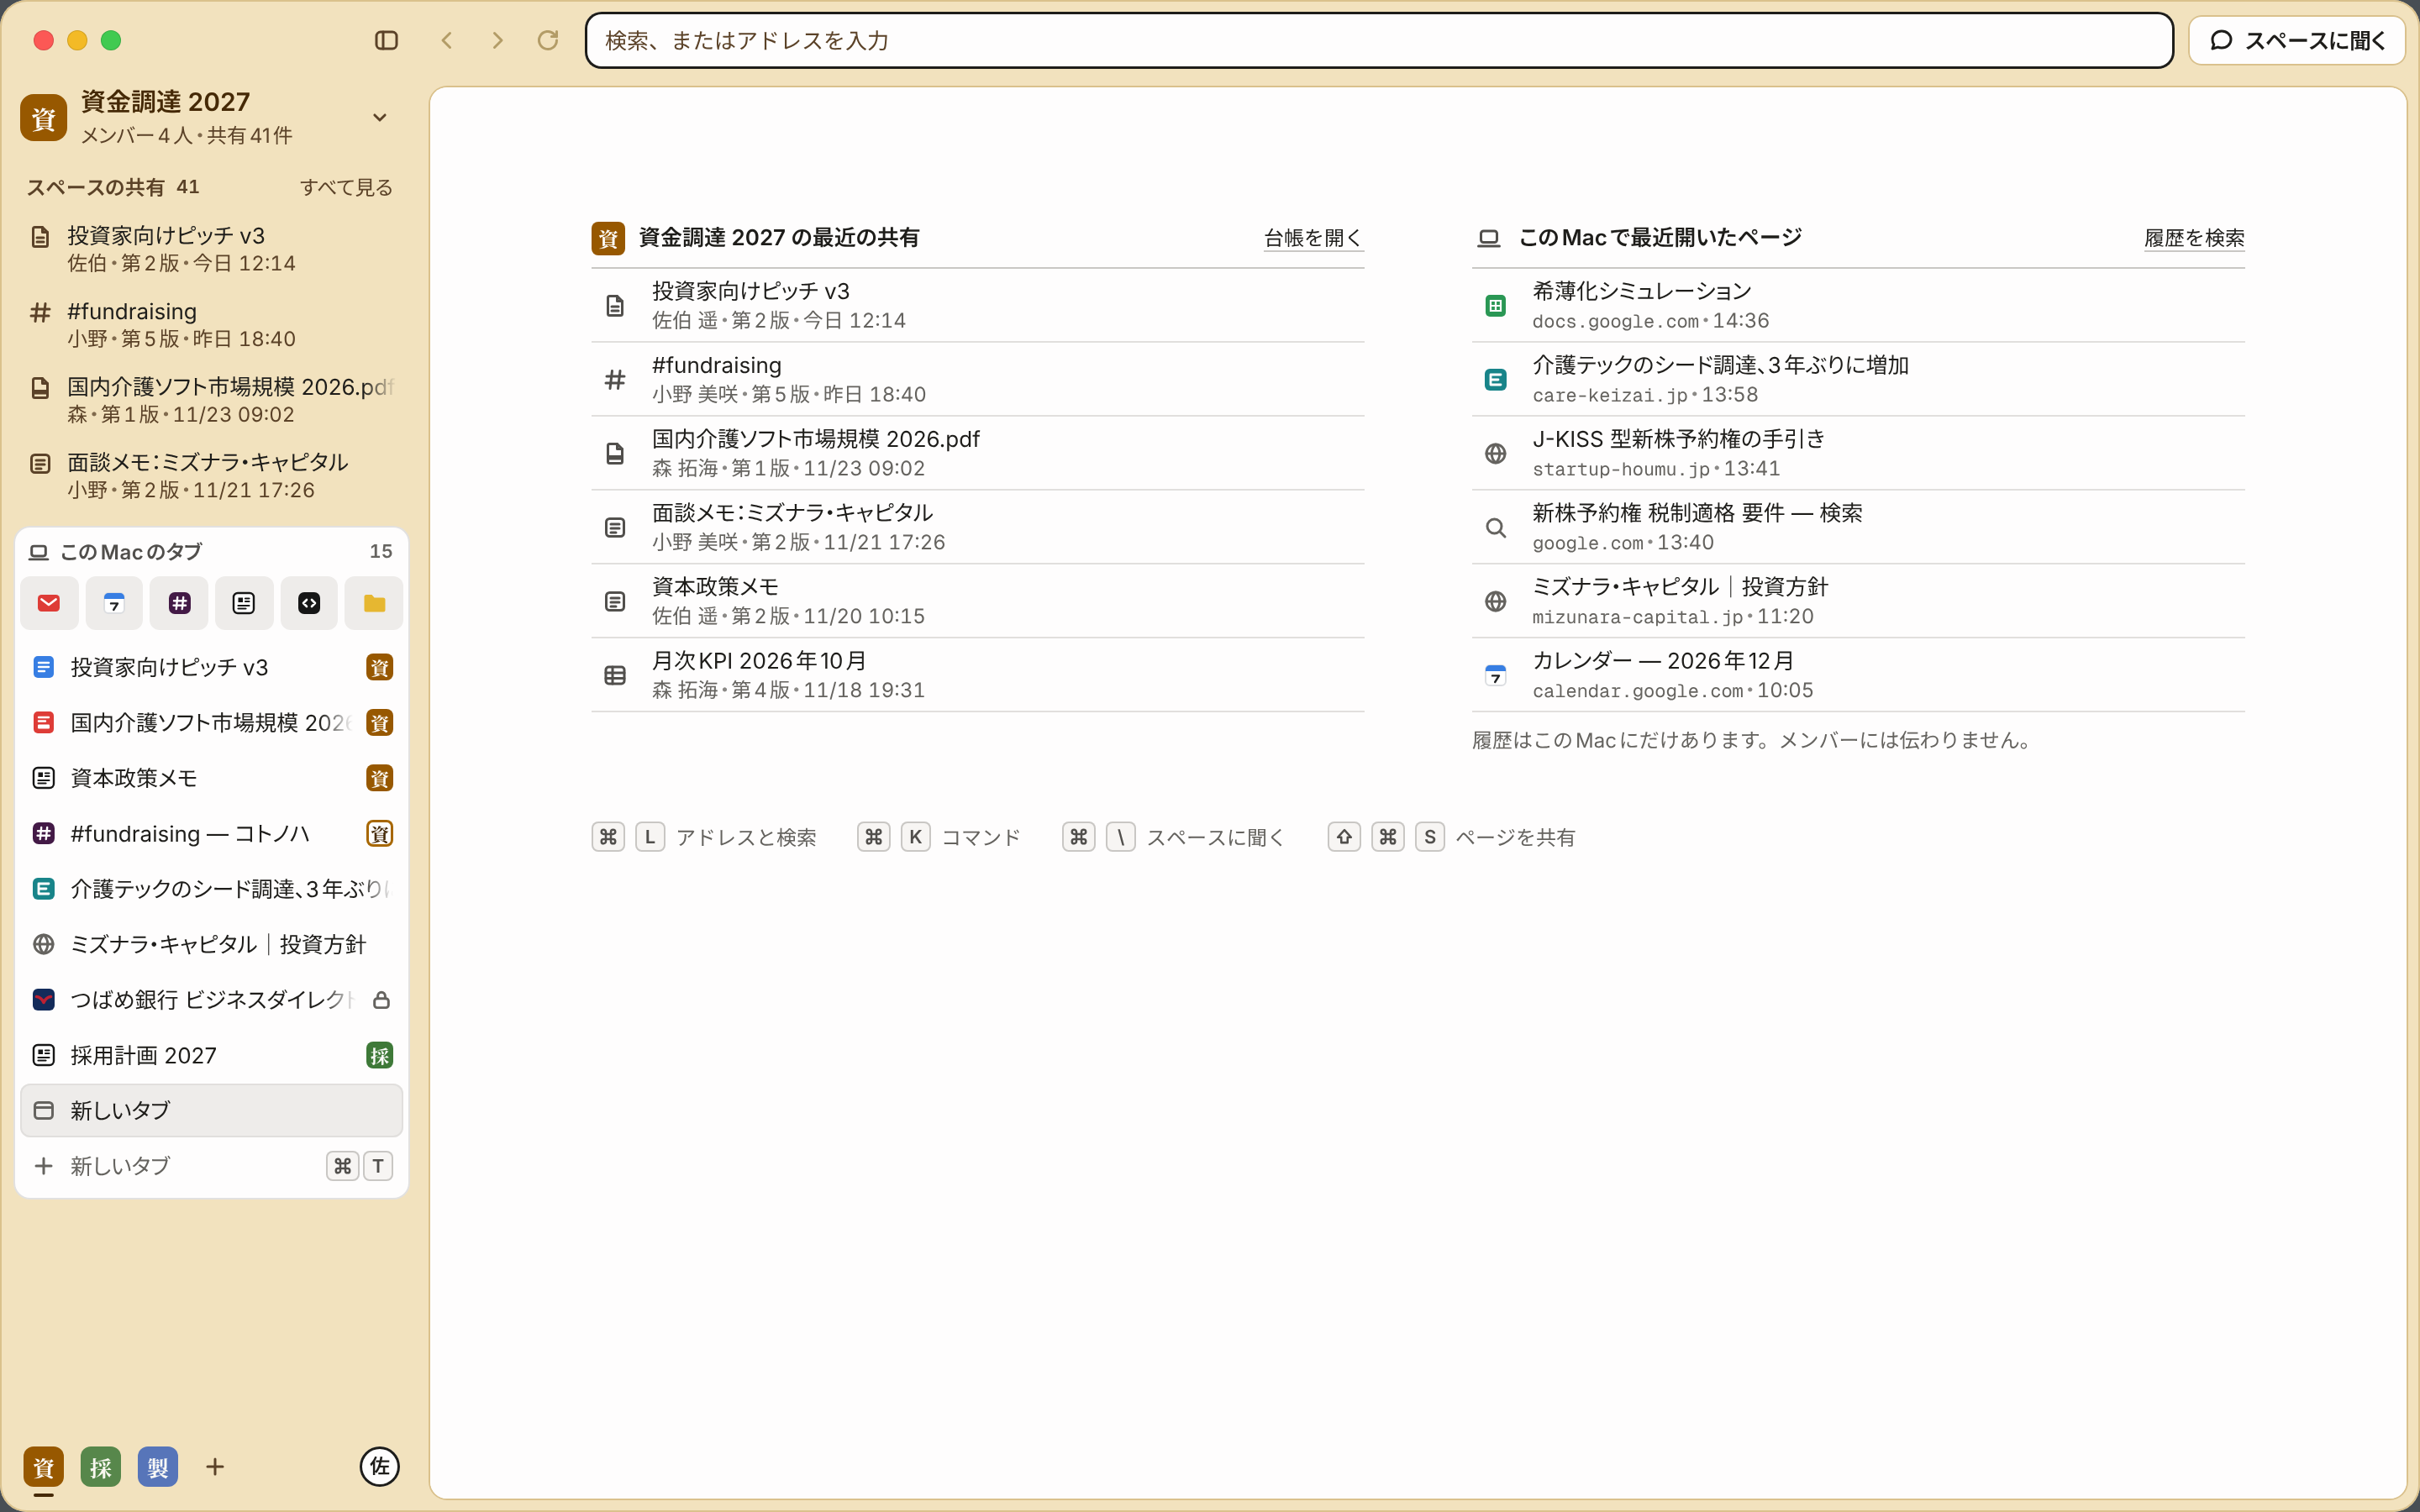 検索、またはアドレスを入力
スペースに聞く
資
資金調達 2027
メンバー4人・共有41件
スペースの共有 41
すべて見る
投資家向けピッチ v3
佐伯・第2版・今日 12:14
#fundraising
小野・第5版・昨日 18:40
国内介護ソフト市場規模 2026.pdf
森・第1版・11/23 09:02
面談メモ：ミズナラ・キャピタル
小野・第2版・11/21 17:26
このMacのタブ
15
7
投資家向けピッチ v3
資
国内介護ソフト市場規模 2026
資
資本政策メモ
資
#fundraising — コトノハ
資
介護テックのシード調達、3年ぶりに
ミズナラ・キャピタル｜投資方針
つばめ銀行 ビジネスダイレクト
採用計画 2027
採
新しいタブ
新しいタブ
⌘ T
資
採
製
佐
資
資金調達 2027 の最近の共有
台帳を開く
投資家向けピッチ v3
佐伯 遥・第2版・今日 12:14
#fundraising
小野 美咲・第5版・昨日 18:40
国内介護ソフト市場規模 2026.pdf
森 拓海・第1版・11/23 09:02
面談メモ：ミズナラ・キャピタル
小野 美咲・第2版・11/21 17:26
資本政策メモ
佐伯 遥・第2版・11/20 10:15
月次KPI 2026年10月
森 拓海・第4版・11/18 19:31
このMacで最近開いたページ
履歴を検索
希薄化シミュレーション
docs.google.com・14:36
介護テックのシード調達、3年ぶりに増加
care-keizai.jp・13:58
J-KISS 型新株予約権の手引き
startup-houmu.jp・13:41
新株予約権 税制適格 要件 — 検索
google.com・13:40
ミズナラ・キャピタル｜投資方針
mizunara-capital.jp・11:20
7
カレンダー — 2026年12月
calendar.google.com・10:05
履歴はこのMacにだけあります。メンバーには伝わりません。
⌘ L アドレスと検索
⌘ K コマンド
⌘ \ スペースに聞く
⇧ ⌘ S ページを共有